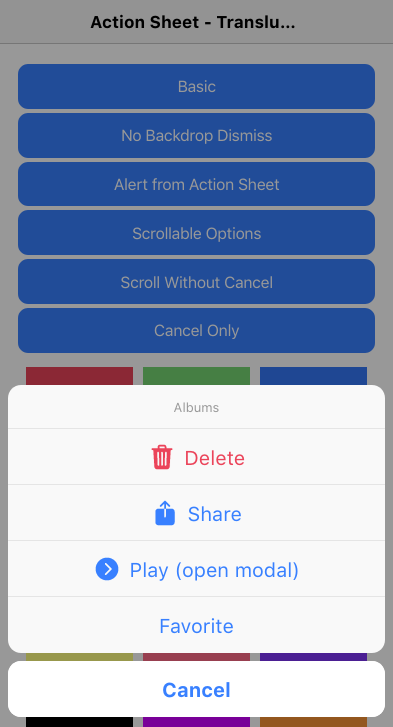 Action Sheet - Translu...
Basic
No Backdrop Dismiss
Alert from Action Sheet
Scrollable Options
Scroll Without Cancel
Cancel Only
Albums
Delete
Share
Play (open modal)
Favorite
Cancel